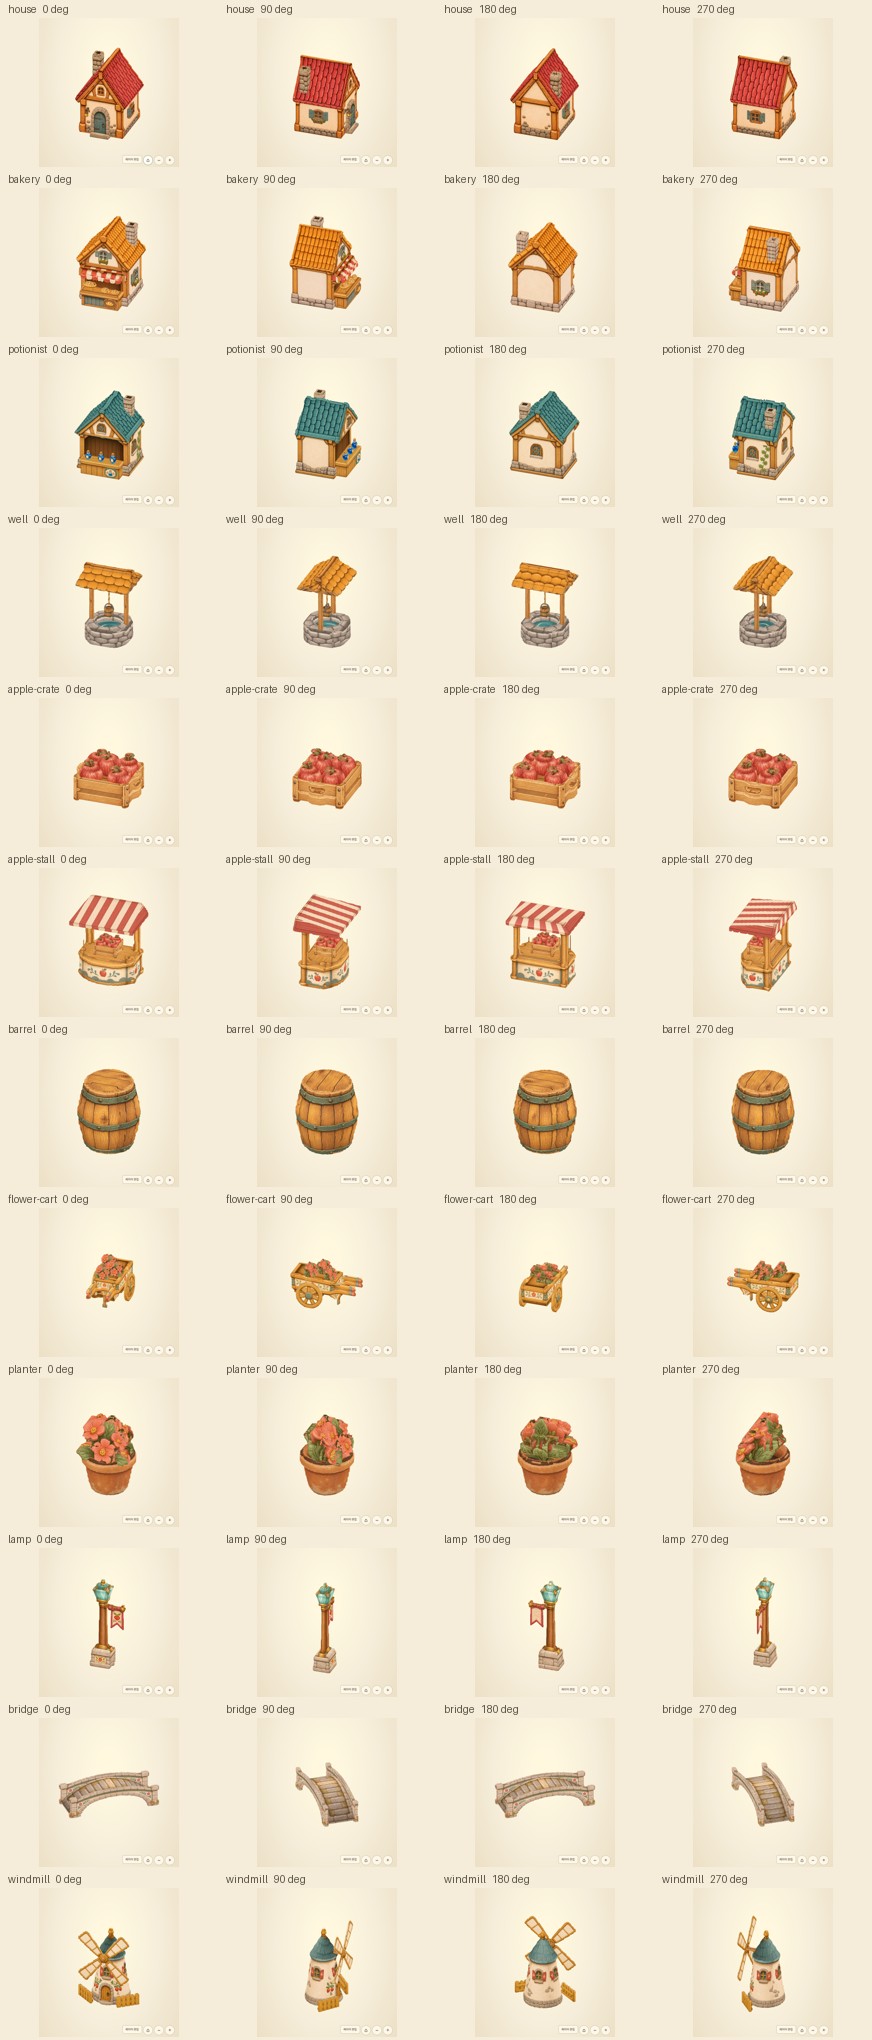 house 0 deg
house 90 deg
house 180 deg
house 270 deg
bakery 0 deg
bakery 90 deg
bakery 180 deg
bakery 270 deg
potionist 0 deg
potionist 90 deg
potionist 180 deg
potionist 270 deg
well 0 deg
well 90 deg
well 180 deg
well 270 deg
apple-crate 0 deg
apple-crate 90 deg
apple-crate 180 deg
apple-crate 270 deg
apple-stall 0 deg
apple-stall 90 deg
apple-stall 180 deg
apple-stall 270 deg
barrel 0 deg
barrel 90 deg
barrel 180 deg
barrel 270 deg
flower-cart 0 deg
flower-cart 90 deg
flower-cart 180 deg
flower-cart 270 deg
planter 0 deg
planter 90 deg
planter 180 deg
planter 270 deg
lamp 0 deg
lamp 90 deg
lamp 180 deg
lamp 270 deg
bridge 0 deg
bridge 90 deg
bridge 180 deg
bridge 270 deg
windmill 0 deg
windmill 90 deg
windmill 180 deg
windmill 270 deg